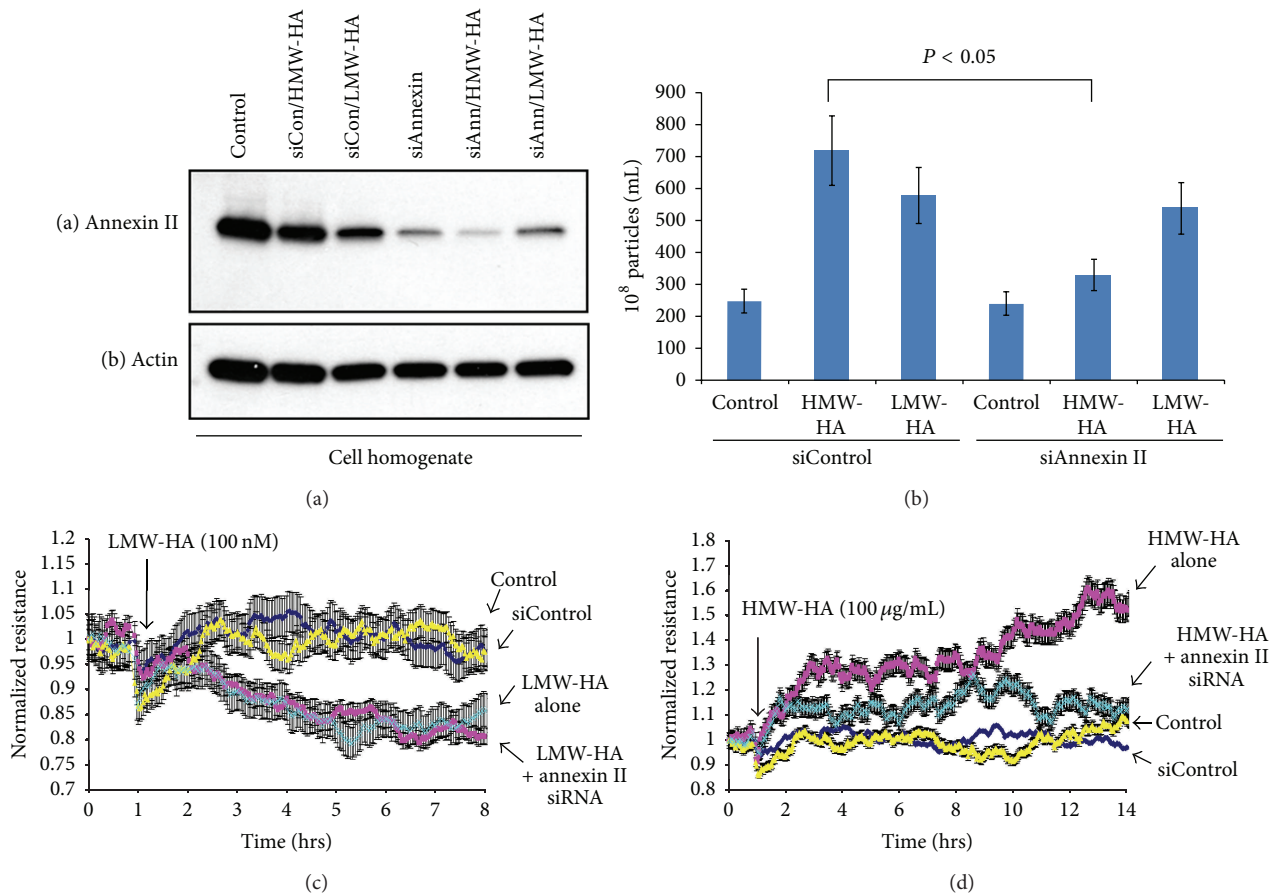 Control
siCon/HMW-HA
siCon/LMW-HA
siAnnexin
siAnn/HMW-HA
siAnn/LMW-HA
(a) Annexin II
(b) Actin
Cell homogenate
(a)
P < 0.05
10⁸ particles (mL)
900
800
700
600
500
400
300
200
100
0
Control
HMW-
HA
LMW-
HA
Control
HMW-
HA
LMW-
HA
siControl
siAnnexin II
(b)
Normalized resistance
1.2
1.15
1.1
1.05
1
0.95
0.9
0.85
0.8
0.75
0.7
LMW-HA (100 nM)
Control
siControl
LMW-HA
alone
LMW-HA
+ annexin II
siRNA
0 1 2 3 4 5 6 7 8
Time (hrs)
(c)
Normalized resistance
1.8
1.7
1.6
1.5
1.4
1.3
1.2
1.1
1
0.9
0.8
HMW-HA (100 μg/mL)
HMW-HA
alone
HMW-HA
+ annexin II
siRNA
Control
siControl
0 2 4 6 8 10 12 14
Time (hrs)
(d)